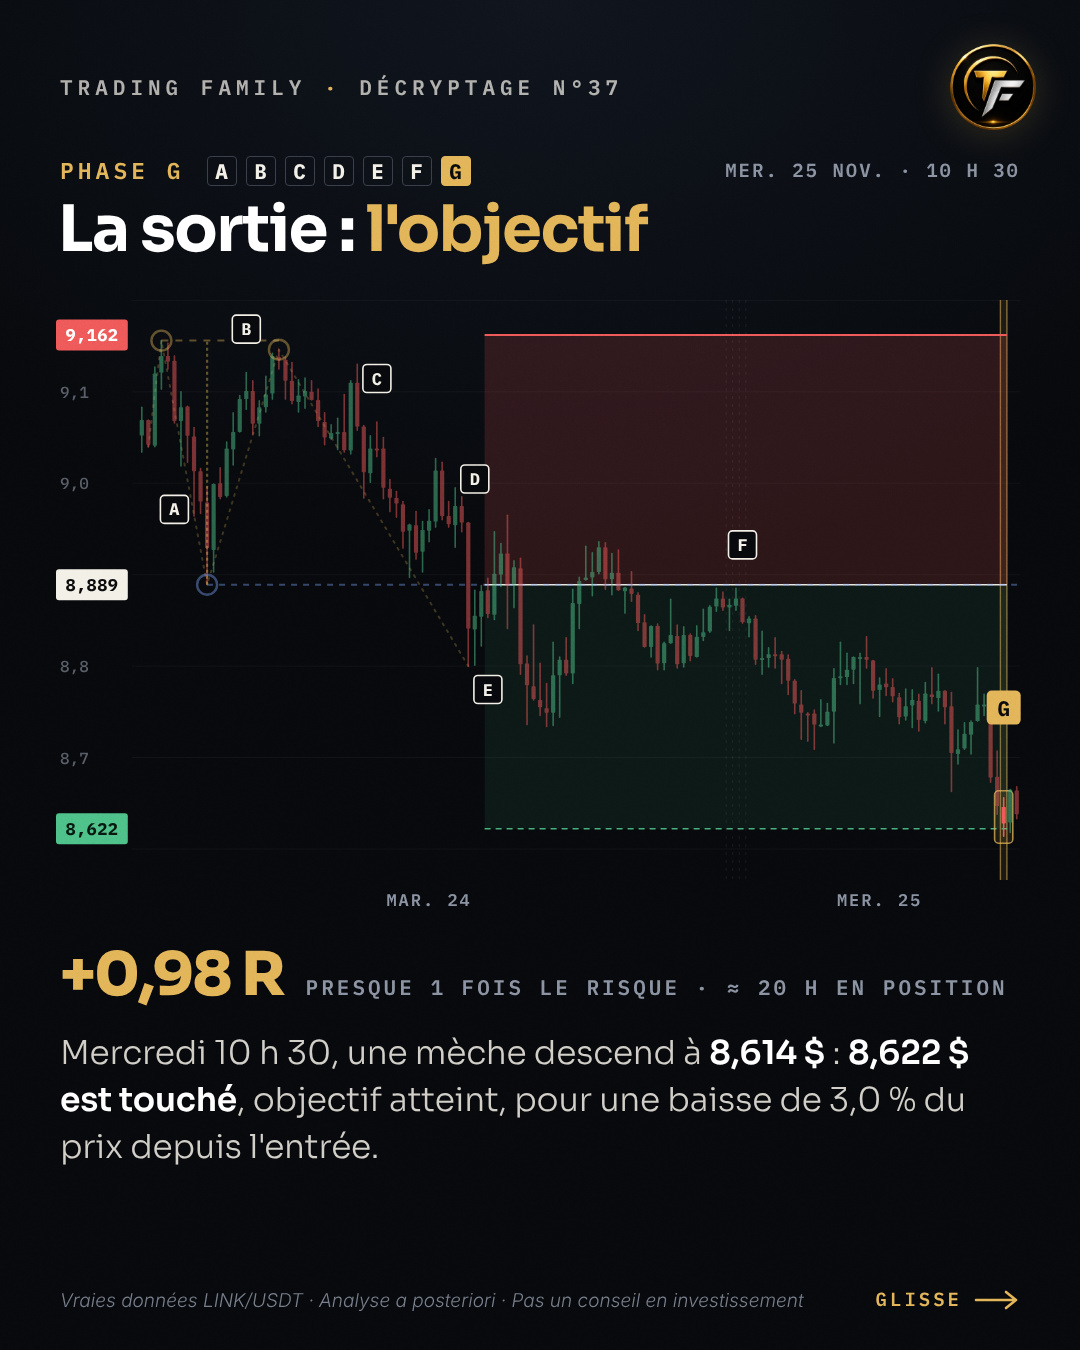 TRADING FAMILY · DÉCRYPTAGE N°37
TF
PHASE G A B C D E F G
MER. 25 NOV. · 10 H 30
La sortie : l'objectif
9,162
9,1
9,0
8,889
8,8
8,7
8,622
A
B
C
D
E
F
G
MAR. 24
MER. 25
+0,98 R PRESQUE 1 FOIS LE RISQUE · ≈ 20 H EN POSITION
Mercredi 10 h 30, une mèche descend à 8,614 $ : 8,622 $
est touché, objectif atteint, pour une baisse de 3,0 % du
prix depuis l'entrée.
Vraies données LINK/USDT · Analyse a posteriori · Pas un conseil en investissement
GLISSE →